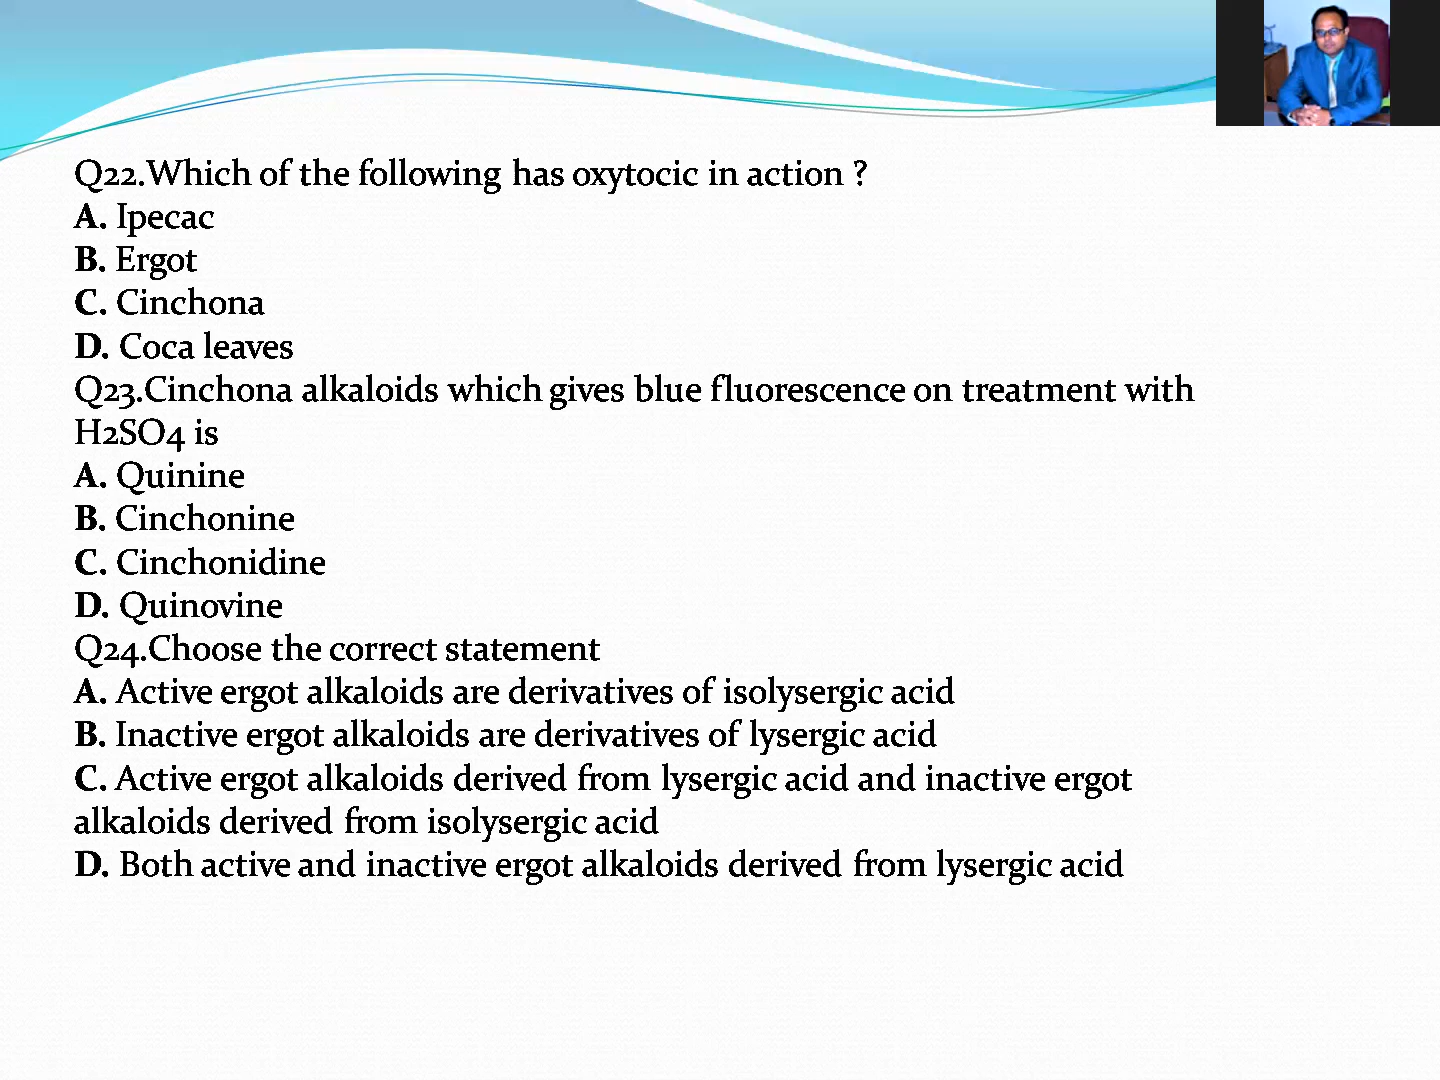 Q22.Which of the following has oxytocic in action ?
A. Ipecac
B. Ergot
C. Cinchona
D. Coca leaves
Q23.Cinchona alkaloids which gives blue fluorescence on treatment with
H2SO4 is
A. Quinine
B. Cinchonine
C. Cinchonidine
D. Quinovine
Q24.Choose the correct statement
A. Active ergot alkaloids are derivatives of isolysergic acid
B. Inactive ergot alkaloids are derivatives of lysergic acid
C. Active ergot alkaloids derived from lysergic acid and inactive ergot
alkaloids derived from isolysergic acid
D. Both active and inactive ergot alkaloids derived from lysergic acid